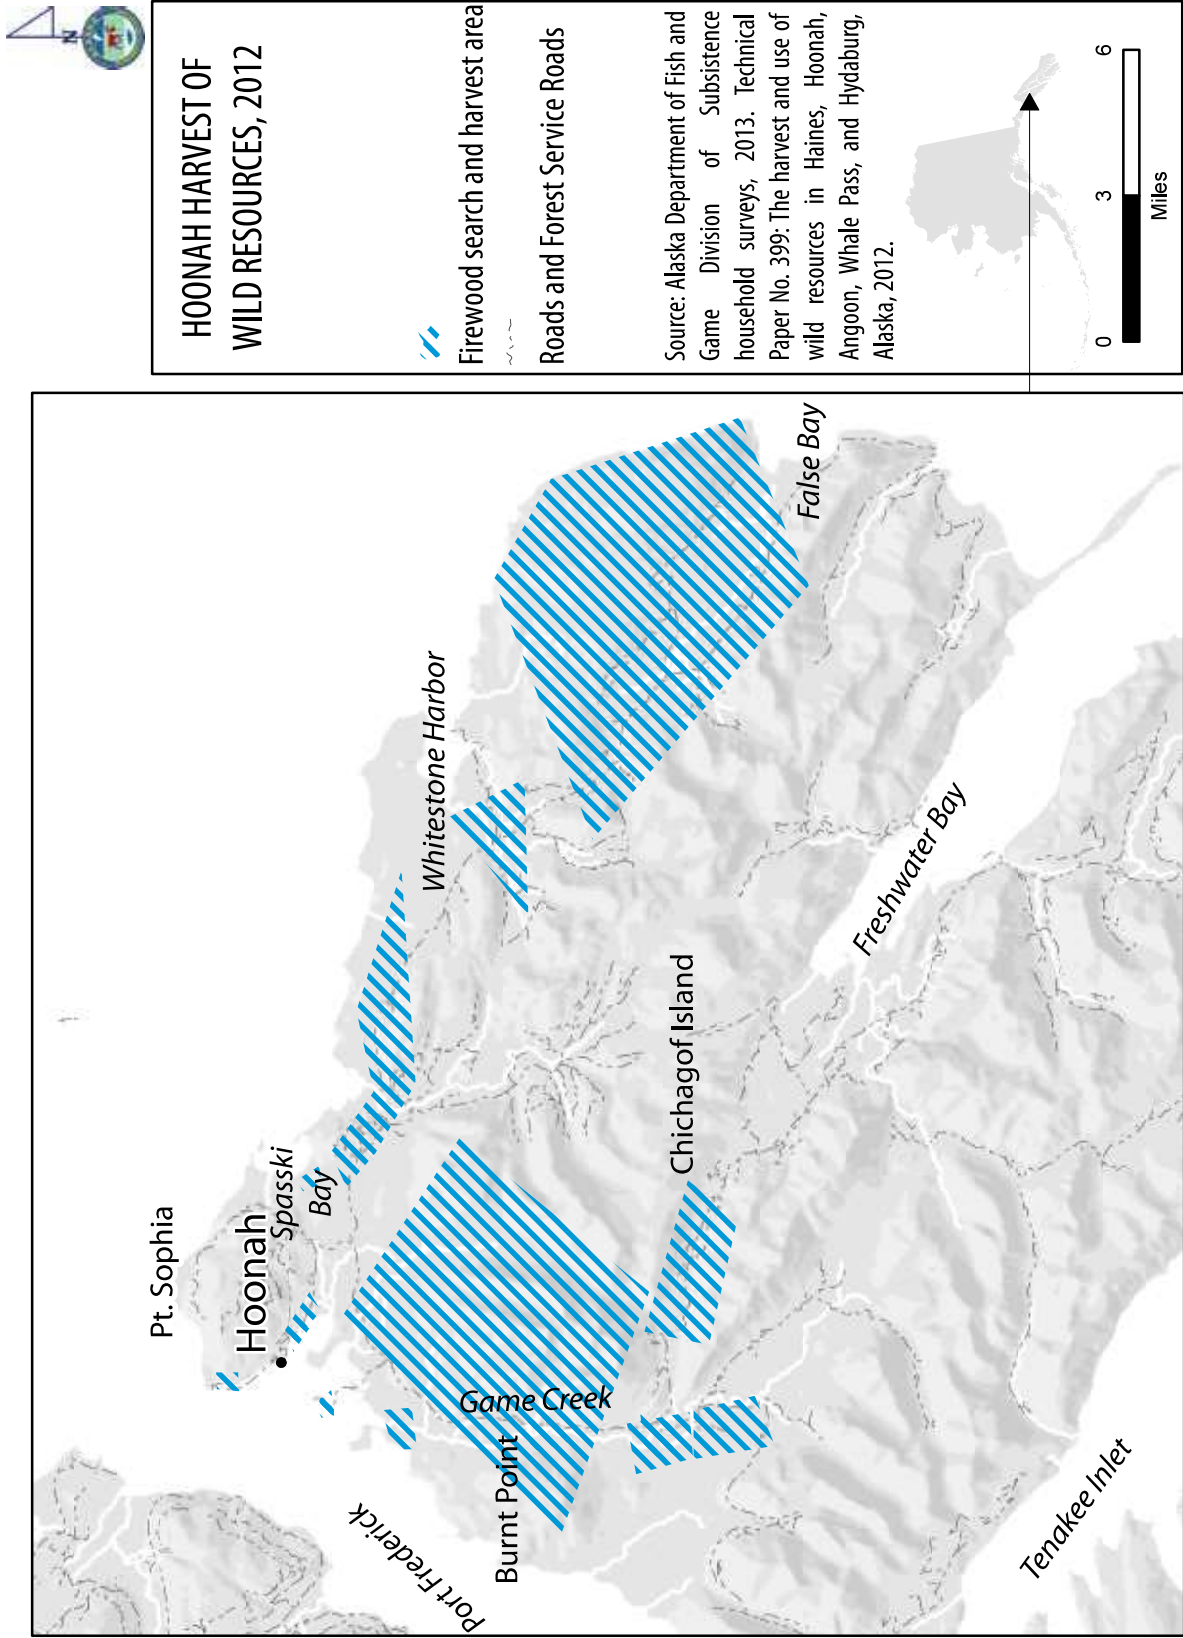 N
HOONAH HARVEST OF
WILD RESOURCES, 2012
Firewood search and harvest area
Roads and Forest Service Roads
Source: Alaska Department of Fish and
Game Division of Subsistence
household surveys, 2013. Technical
Paper No. 399: The harvest and use of
wild resources in Haines, Hoonah,
Angoon, Whale Pass, and Hydaburg,
Alaska, 2012.
0 3 6
Miles
Pt. Sophia
Hoonah
Spasski
Bay
Whitestone Harbor
False Bay
Port Frederick
Game Creek
Burnt Point
Chichagof Island
Freshwater Bay
Tenakee Inlet